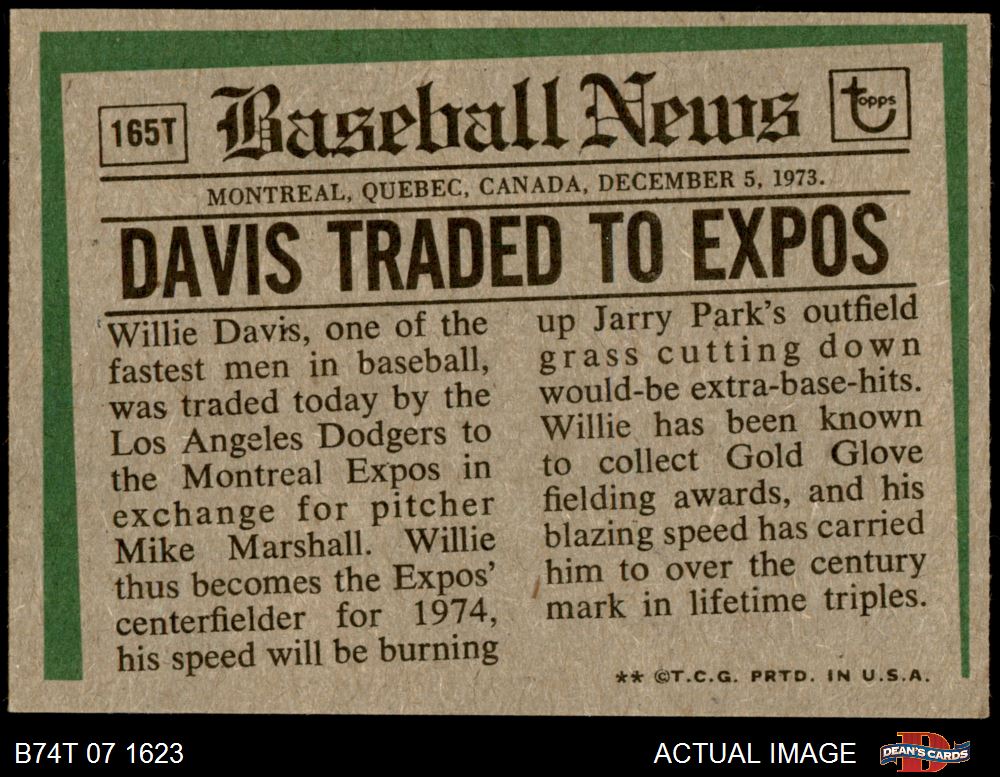 165T
Baseball News
topps
MONTREAL, QUEBEC, CANADA, DECEMBER 5, 1973.
DAVIS TRADED TO EXPOS
Willie Davis, one of the
fastest men in baseball,
was traded today by the
Los Angeles Dodgers to
the Montreal Expos in
exchange for pitcher
Mike Marshall. Willie
thus becomes the Expos'
centerfielder for 1974,
his speed will be burning
up Jarry Park's outfield
grass cutting down
would-be extra-base-hits.
Willie has been known
to collect Gold Glove
fielding awards, and his
blazing speed has carried
him to over the century
mark in lifetime triples.
** ©T.C.G. PRTD. IN U.S.A.
B74T 07 1623
ACTUAL IMAGE
DEAN'S CARDS